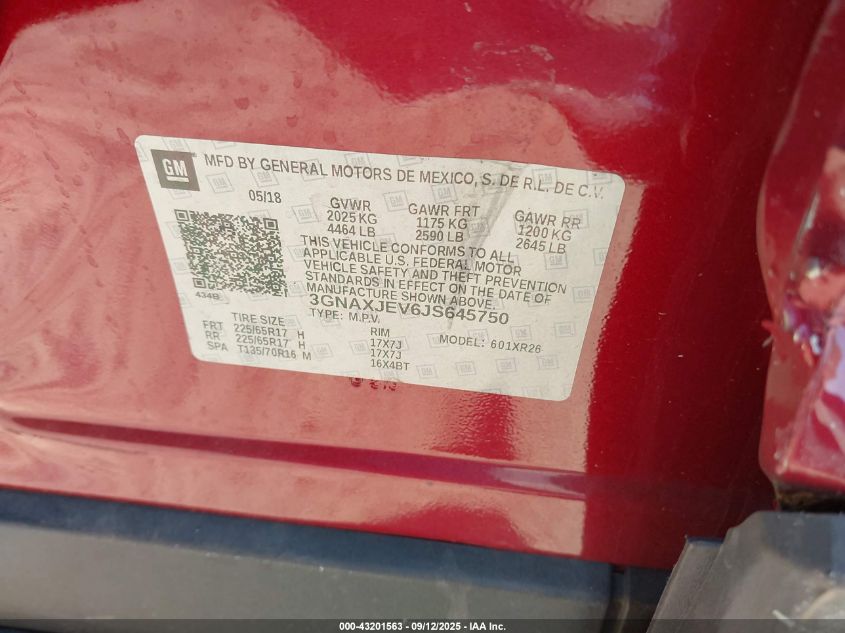 GM
MFD BY GENERAL MOTORS DE MEXICO, S. DE R.L. DE C.V.
05/18
GVWR GAWR FRT GAWR RR
2025 KG 1175 KG 1200 KG
4464 LB 2590 LB 2645 LB
THIS VEHICLE CONFORMS TO ALL
APPLICABLE U.S. FEDERAL MOTOR
VEHICLE SAFETY AND THEFT PREVENTION
STANDARDS IN EFFECT ON THE DATE OF
MANUFACTURE SHOWN ABOVE.
434B
3GNAXJEV6JS645750
TYPE: M.P.V. MODEL: 601XR26
TIRE SIZE RIM
FRT 225/65R17 H 17X7J
RR 225/65R17 H 17X7J
SPA T135/70R16 M 16X4BT
000-43201563 - 09/12/2025 - IAA Inc.